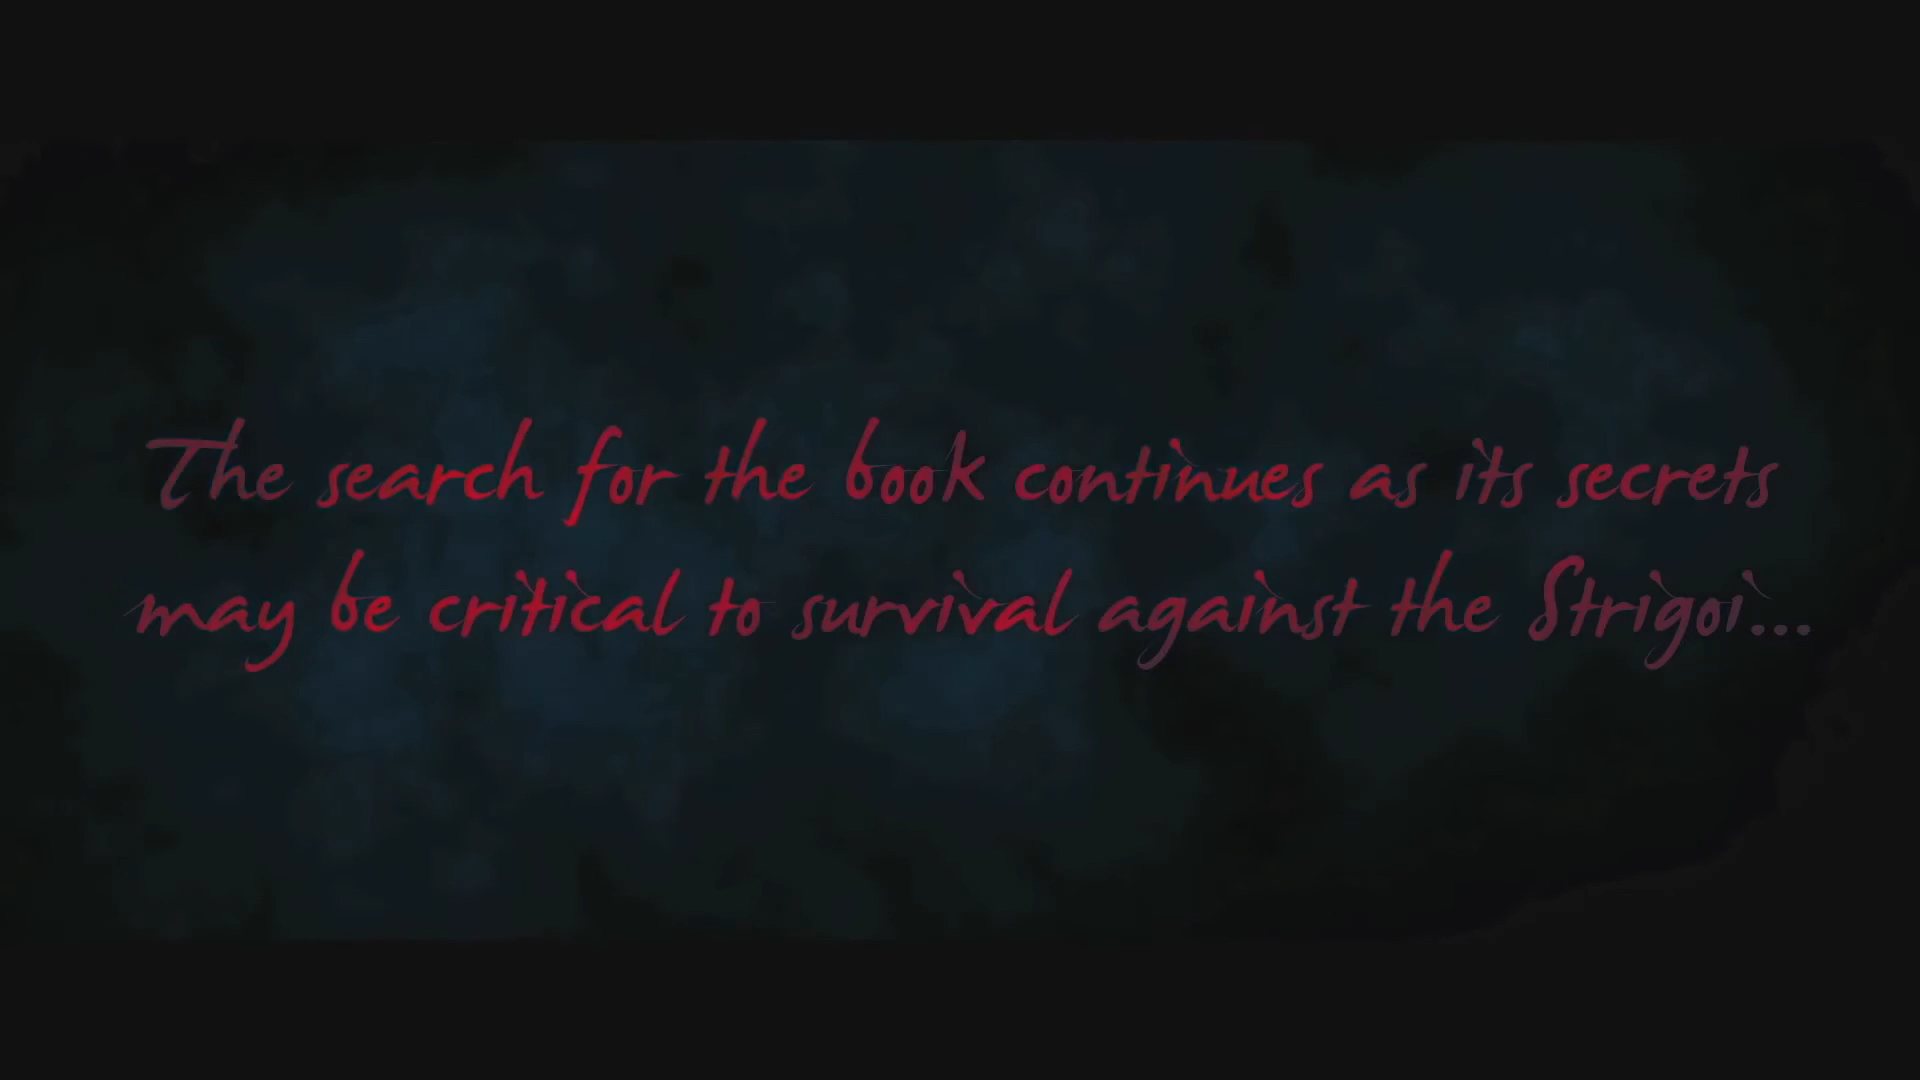 The search for the book continues as its secrets
may be critical to survival against the Strigoi...